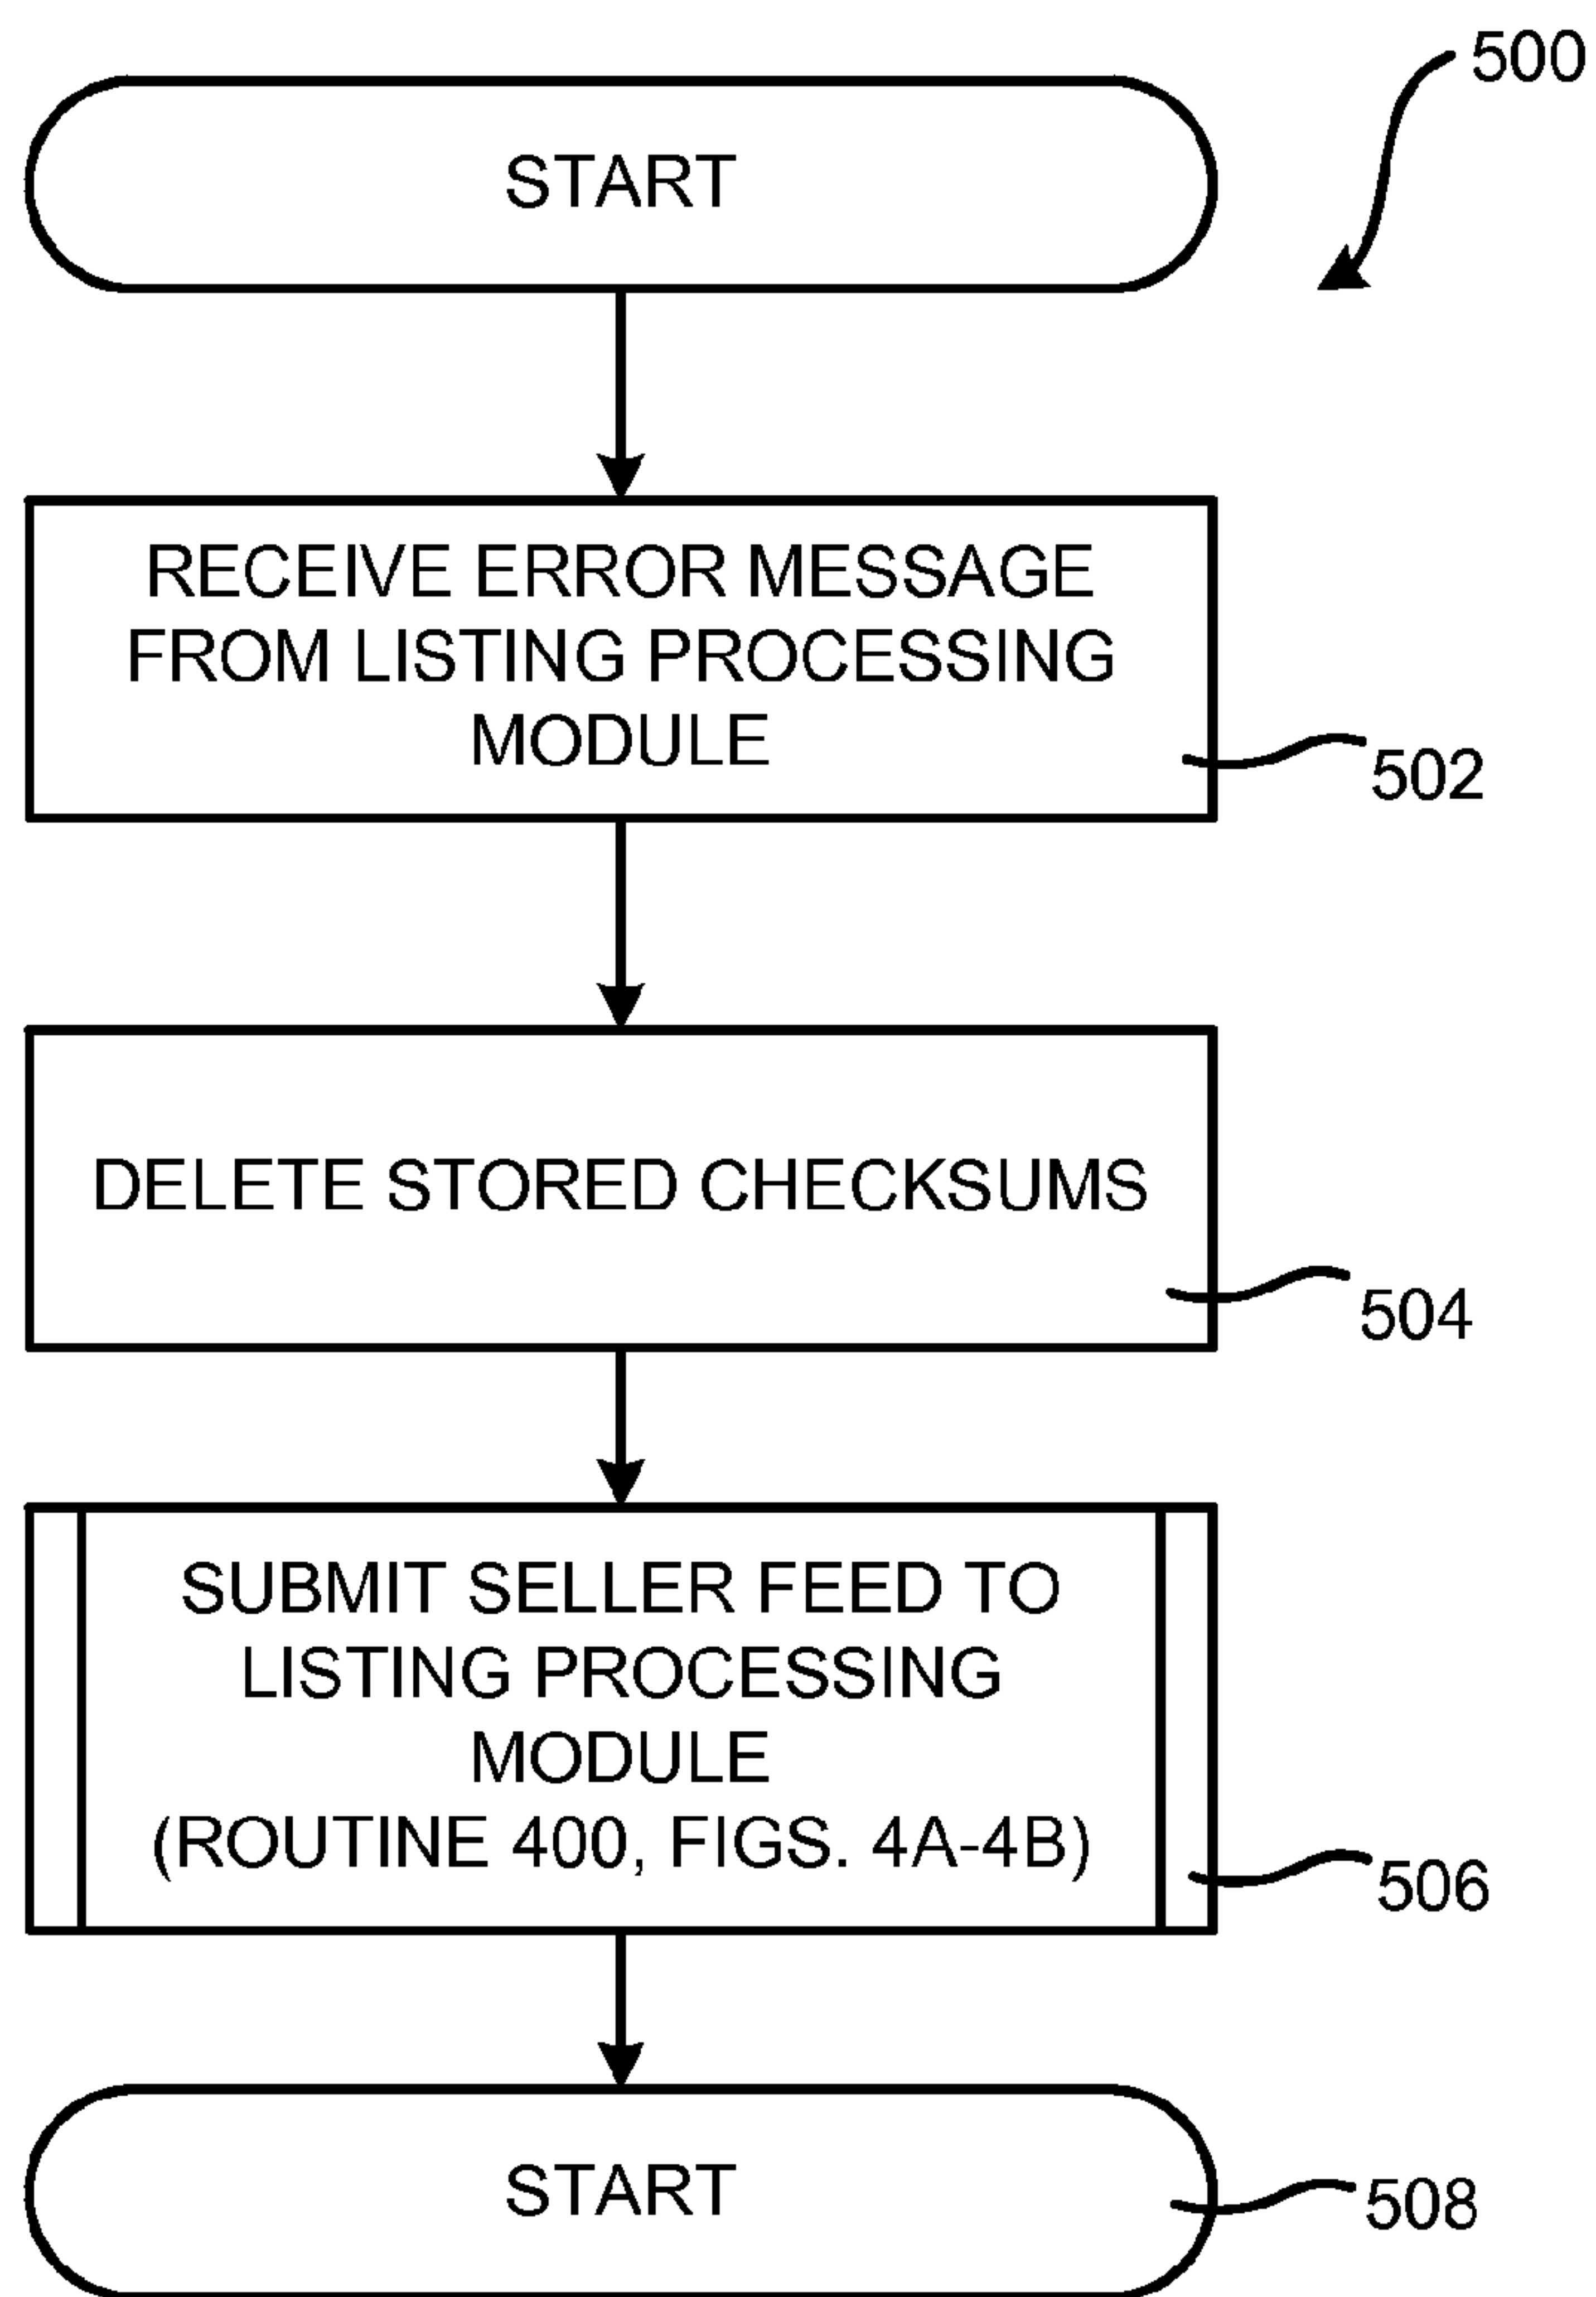 500
START
RECEIVE ERROR MESSAGE
FROM LISTING PROCESSING
MODULE
502
DELETE STORED CHECKSUMS
504
SUBMIT SELLER FEED TO
LISTING PROCESSING
MODULE
(ROUTINE 400, FIGS. 4A-4B)
506
START
508